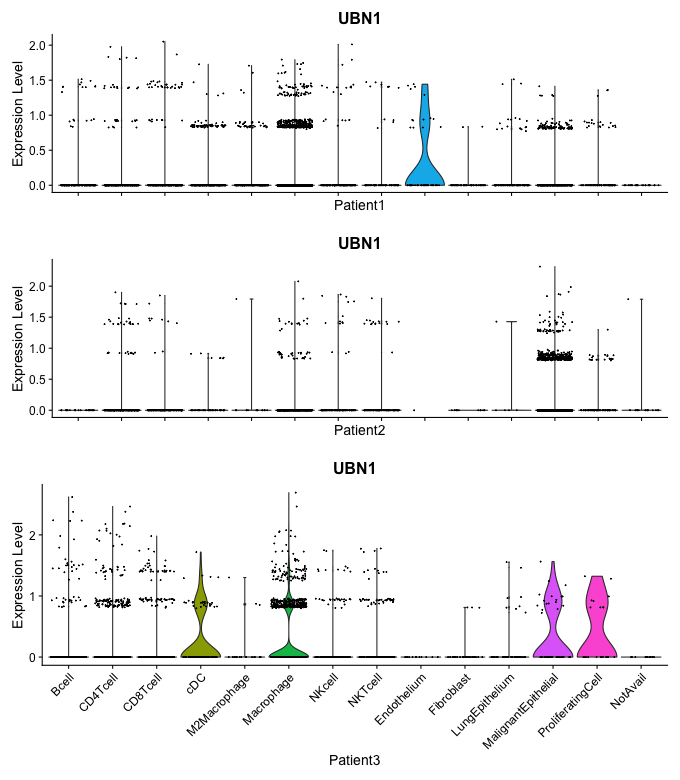 UBN1
Expression Level
2.0
1.5
1.0
0.5
0.0
Patient1
UBN1
Expression Level
2.0
1.5
1.0
0.5
0.0
Patient2
UBN1
Expression Level
2
1
0
Bcell
CD4Tcell
CD8Tcell
cDC
M2Macrophage
Macrophage
NKcell
NKTcell
Endothelium
Fibroblast
LungEpithelium
MalignantEpithelial
ProliferatingCell
NotAvail
Patient3